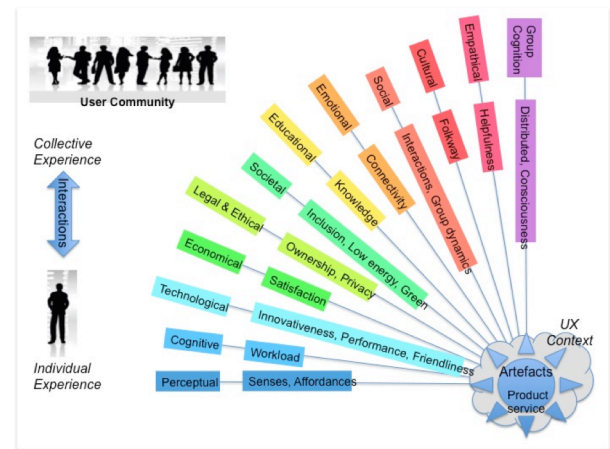 User Community
Collective
Experience
Interactions
Individual
Experience
Group
Cognition
Distributed, Consciousness
Empathical
Helpfulness
Cultural
Folkway
Social
Interactions, Group dynamics
Emotional
Connectivity
Educational
Knowledge
Societal
Inclusion, Low energy, Green
Legal & Ethical
Ownership, Privacy
Economical
Satisfaction
Technological
Innovativeness, Performance, Friendliness
Cognitive
Workload
Perceptual
Senses, Affordances
UX
Context
Artefacts
Product
service